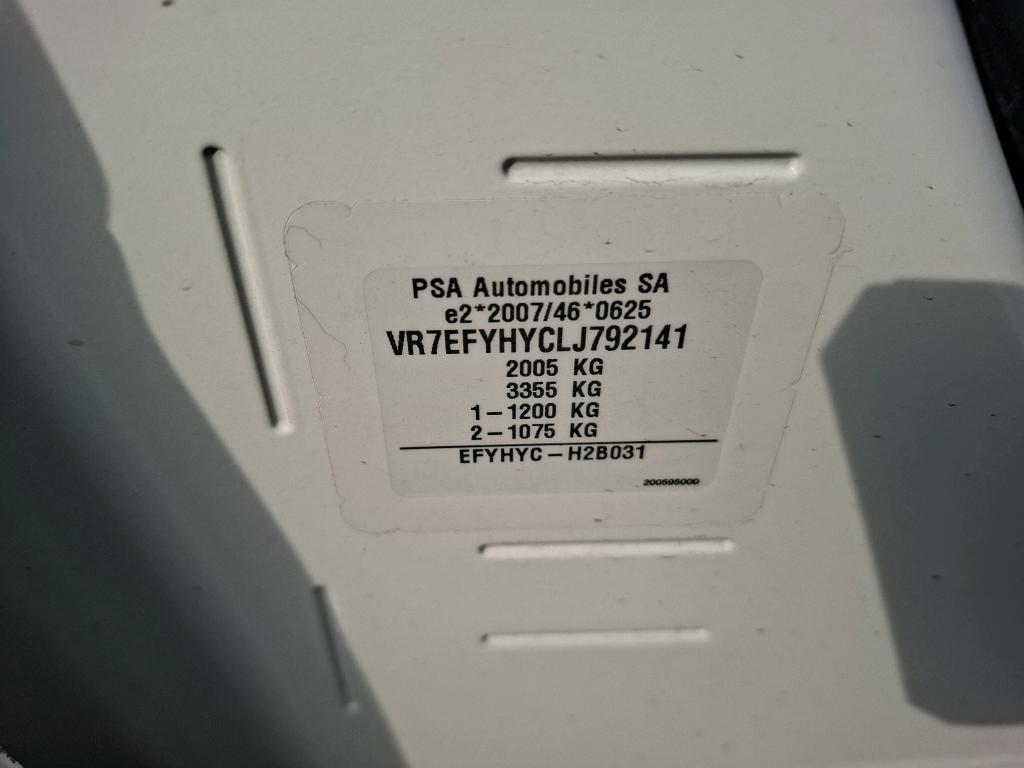 PSA Automobiles SA
e2*2007/46*0625
VR7EFYHYCLJ792141
2005 KG
3355 KG
1-1200 KG
2-1075 KG
EFYHYC-H2B031
200595000